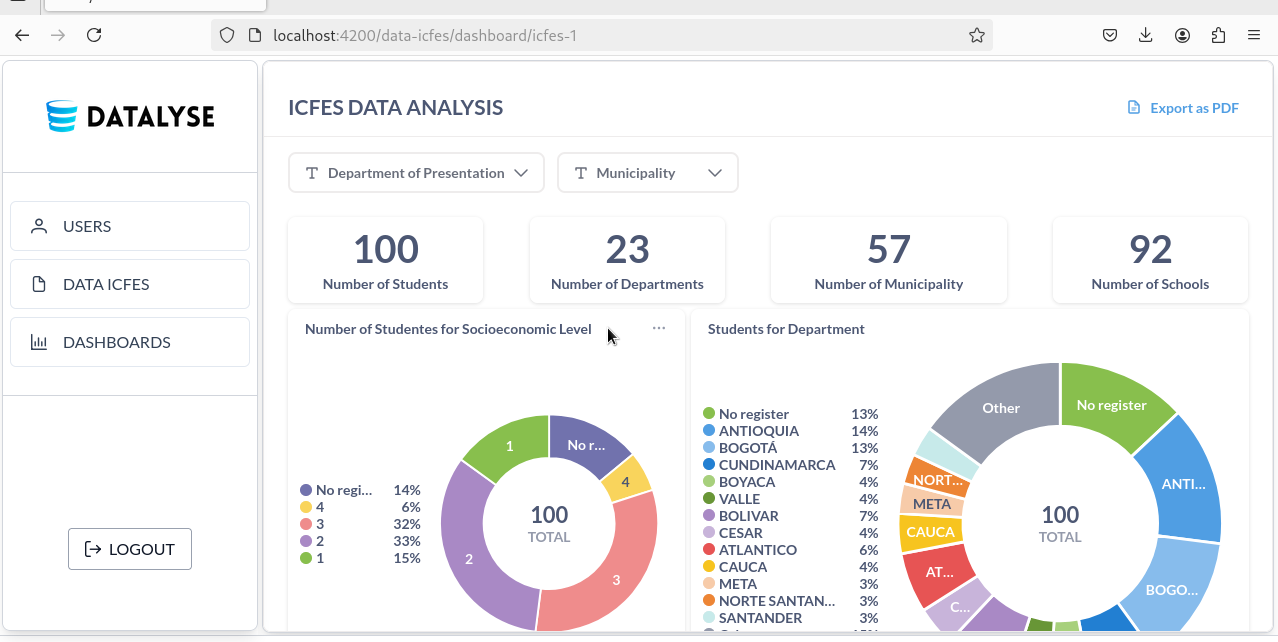 localhost:4200/data-icfes/dashboard/icfes-1
DATALYSE
USERS
DATA ICFES
DASHBOARDS
LOGOUT
ICFES DATA ANALYSIS
Export as PDF
Department of Presentation
Municipality
100
Number of Students
23
Number of Departments
57
Number of Municipality
92
Number of Schools
Number of Studentes for Socioeconomic Level
No regi... 14%
4 6%
3 32%
2 33%
1 15%
1
No r...
4
2
3
100
TOTAL
Students for Department
No register 13%
ANTIOQUIA 14%
BOGOTÁ 13%
CUNDINAMARCA 7%
BOYACA 4%
VALLE 4%
BOLIVAR 7%
CESAR 4%
ATLANTICO 6%
CAUCA 4%
META 3%
NORTE SANTAN... 3%
SANTANDER 3%
Other
No register
NORT...
ANTI...
META
CAUCA
AT...
BOGO...
C...
100
TOTAL